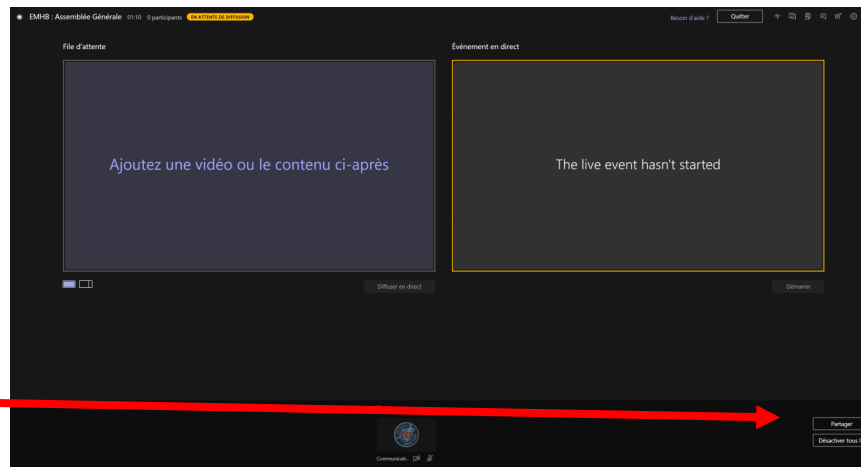 EMHB : Assemblée Générale 01:10 0 participants EN ATTENTE DE DIFFUSION Besoin d'aide ? Quitter
File d'attente Événement en direct
Ajoutez une vidéo ou le contenu ci-après The live event hasn't started
Diffuser en direct Démarrer
Partager
Communicati... Désactiver tous l